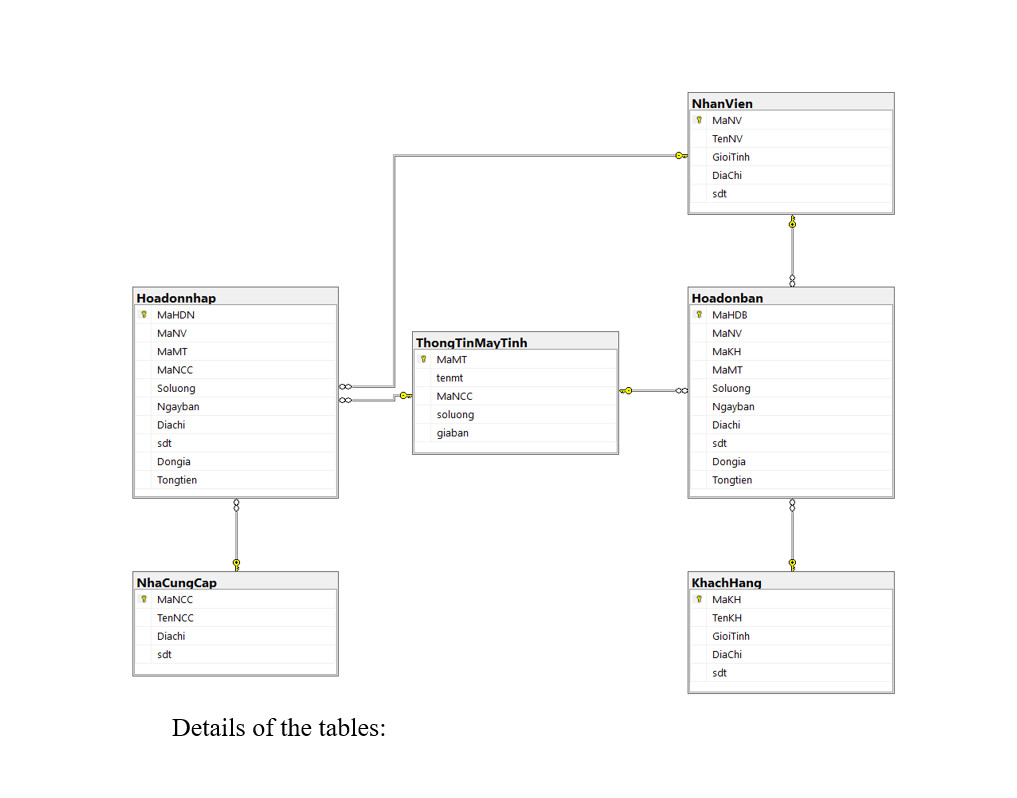 NhanVien
MaNV
TenNV
GioiTinh
DiaChi
sdt
Hoadonnhap
MaHDN
MaNV
MaMT
MaNCC
Soluong
Ngayban
Diachi
sdt
Dongia
Tongtien
ThongTinMayTinh
MaMT
tenmt
MaNCC
soluong
giaban
Hoadonban
MaHDB
MaNV
MaKH
MaMT
Soluong
Ngayban
Diachi
sdt
Dongia
Tongtien
NhaCungCap
MaNCC
TenNCC
Diachi
sdt
KhachHang
MaKH
TenKH
GioiTinh
DiaChi
sdt
Details of the tables: